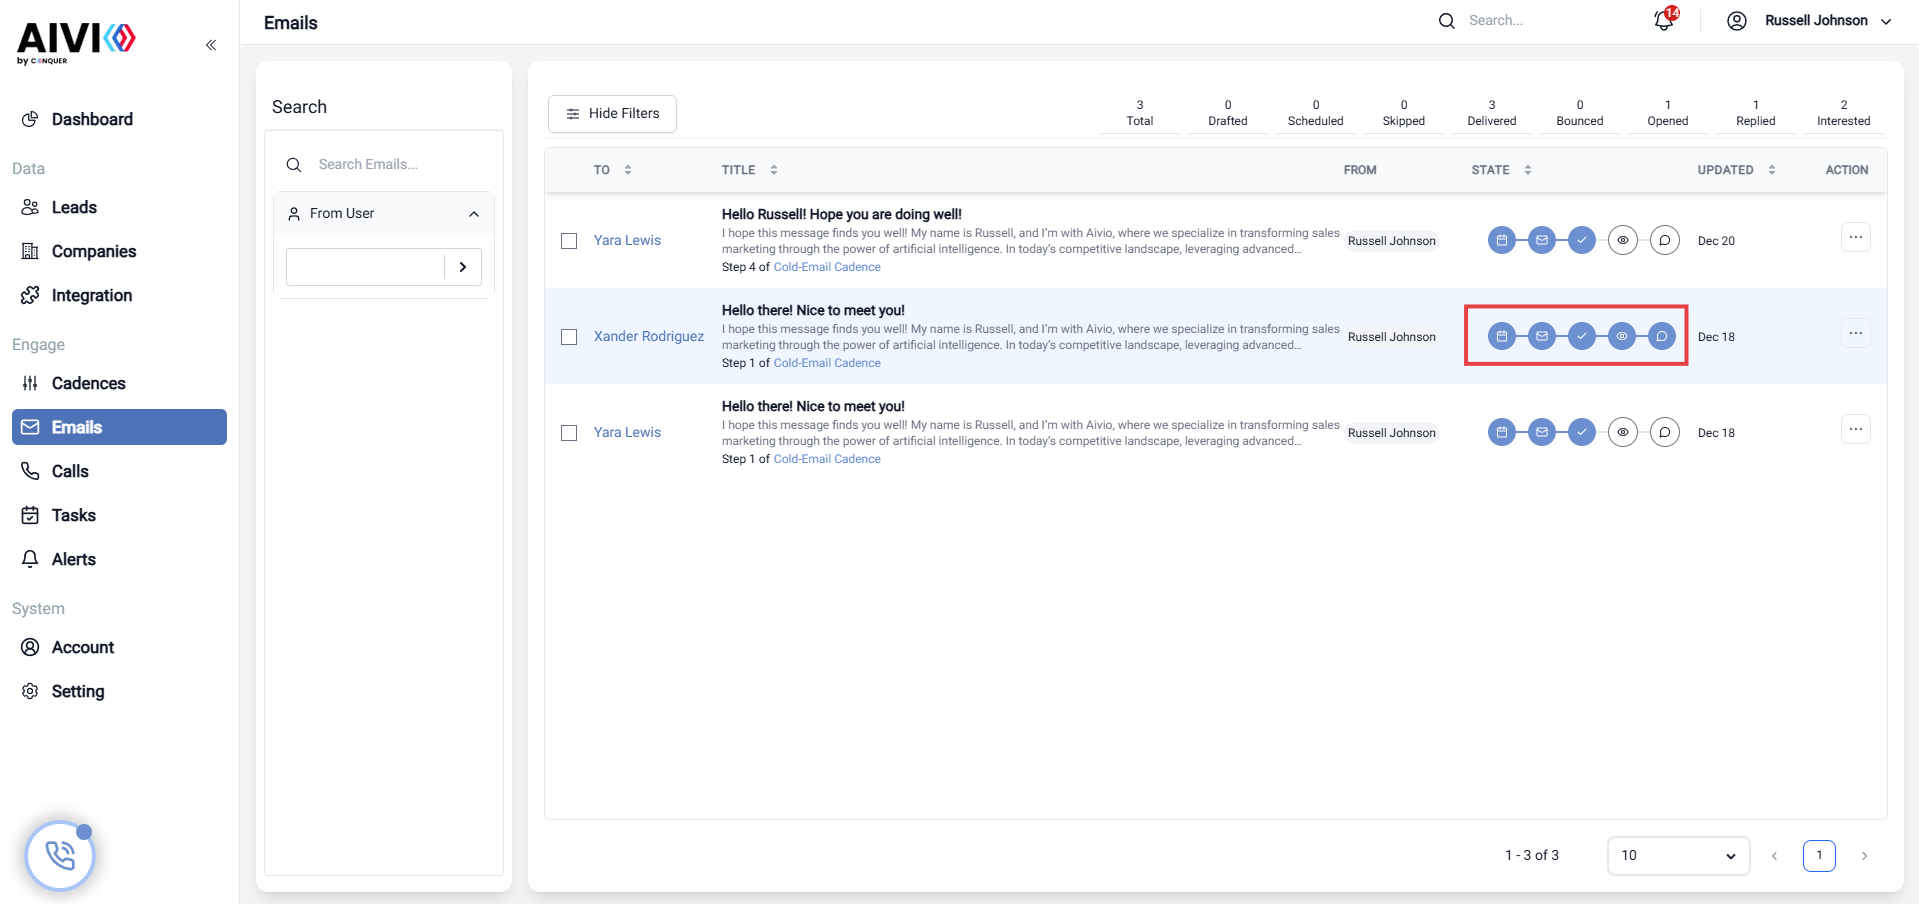 AIVI
by CONQUER
Emails
Search...
14
Russell Johnson
Dashboard
Data
Leads
Companies
Integration
Engage
Cadences
Emails
Calls
Tasks
Alerts
System
Account
Setting
Search
Search Emails...
From User
Hide Filters
3 Total
0 Drafted
0 Scheduled
0 Skipped
3 Delivered
0 Bounced
1 Opened
1 Replied
2 Interested
TO TITLE FROM STATE UPDATED ACTION
Hello Russell! Hope you are doing well!
Yara Lewis
I hope this message finds you well! My name is Russell, and I'm with Aivio, where we specialize in transforming sales
marketing through the power of artificial intelligence. In today's competitive landscape, leveraging advanced...
Step 4 of Cold-Email Cadence
Russell Johnson
Dec 20
...
Hello there! Nice to meet you!
Xander Rodriguez
I hope this message finds you well! My name is Russell, and I'm with Aivio, where we specialize in transforming sales
marketing through the power of artificial intelligence. In today's competitive landscape, leveraging advanced...
Step 1 of Cold-Email Cadence
Russell Johnson
Dec 18
...
Hello there! Nice to meet you!
Yara Lewis
I hope this message finds you well! My name is Russell, and I'm with Aivio, where we specialize in transforming sales
marketing through the power of artificial intelligence. In today's competitive landscape, leveraging advanced...
Step 1 of Cold-Email Cadence
Russell Johnson
Dec 18
...
1 - 3 of 3
10
1